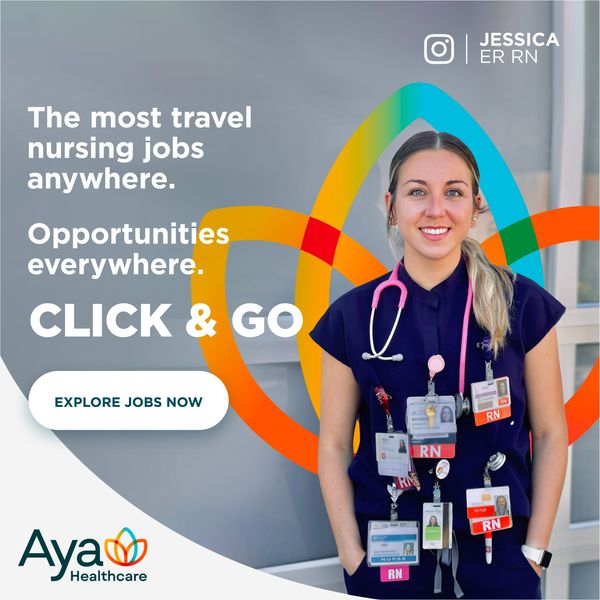 JESSICA
ER RN
The most travel
nursing jobs
anywhere.
Opportunities
everywhere.
CLICK & GO
EXPLORE JOBS NOW
Aya
Healthcare
RN
RN
RN
RN
RN
NURSE
RN